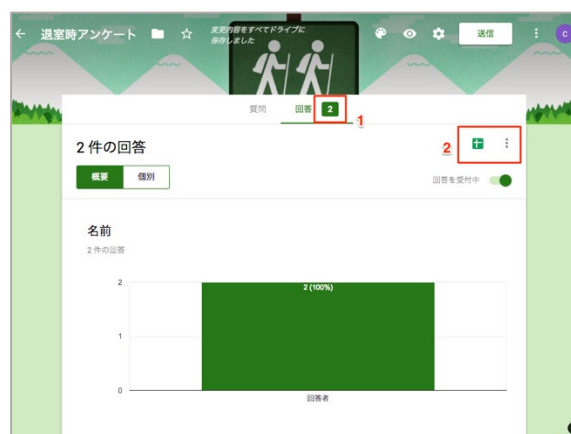 退室時アンケート
変更内容をすべてドライブに
保存しました
送信
c
質問 回答 2
1
2 件の回答
2
概要 個別
回答を受付中
名前
2 件の回答
2
2 (100%)
1
0
回答者